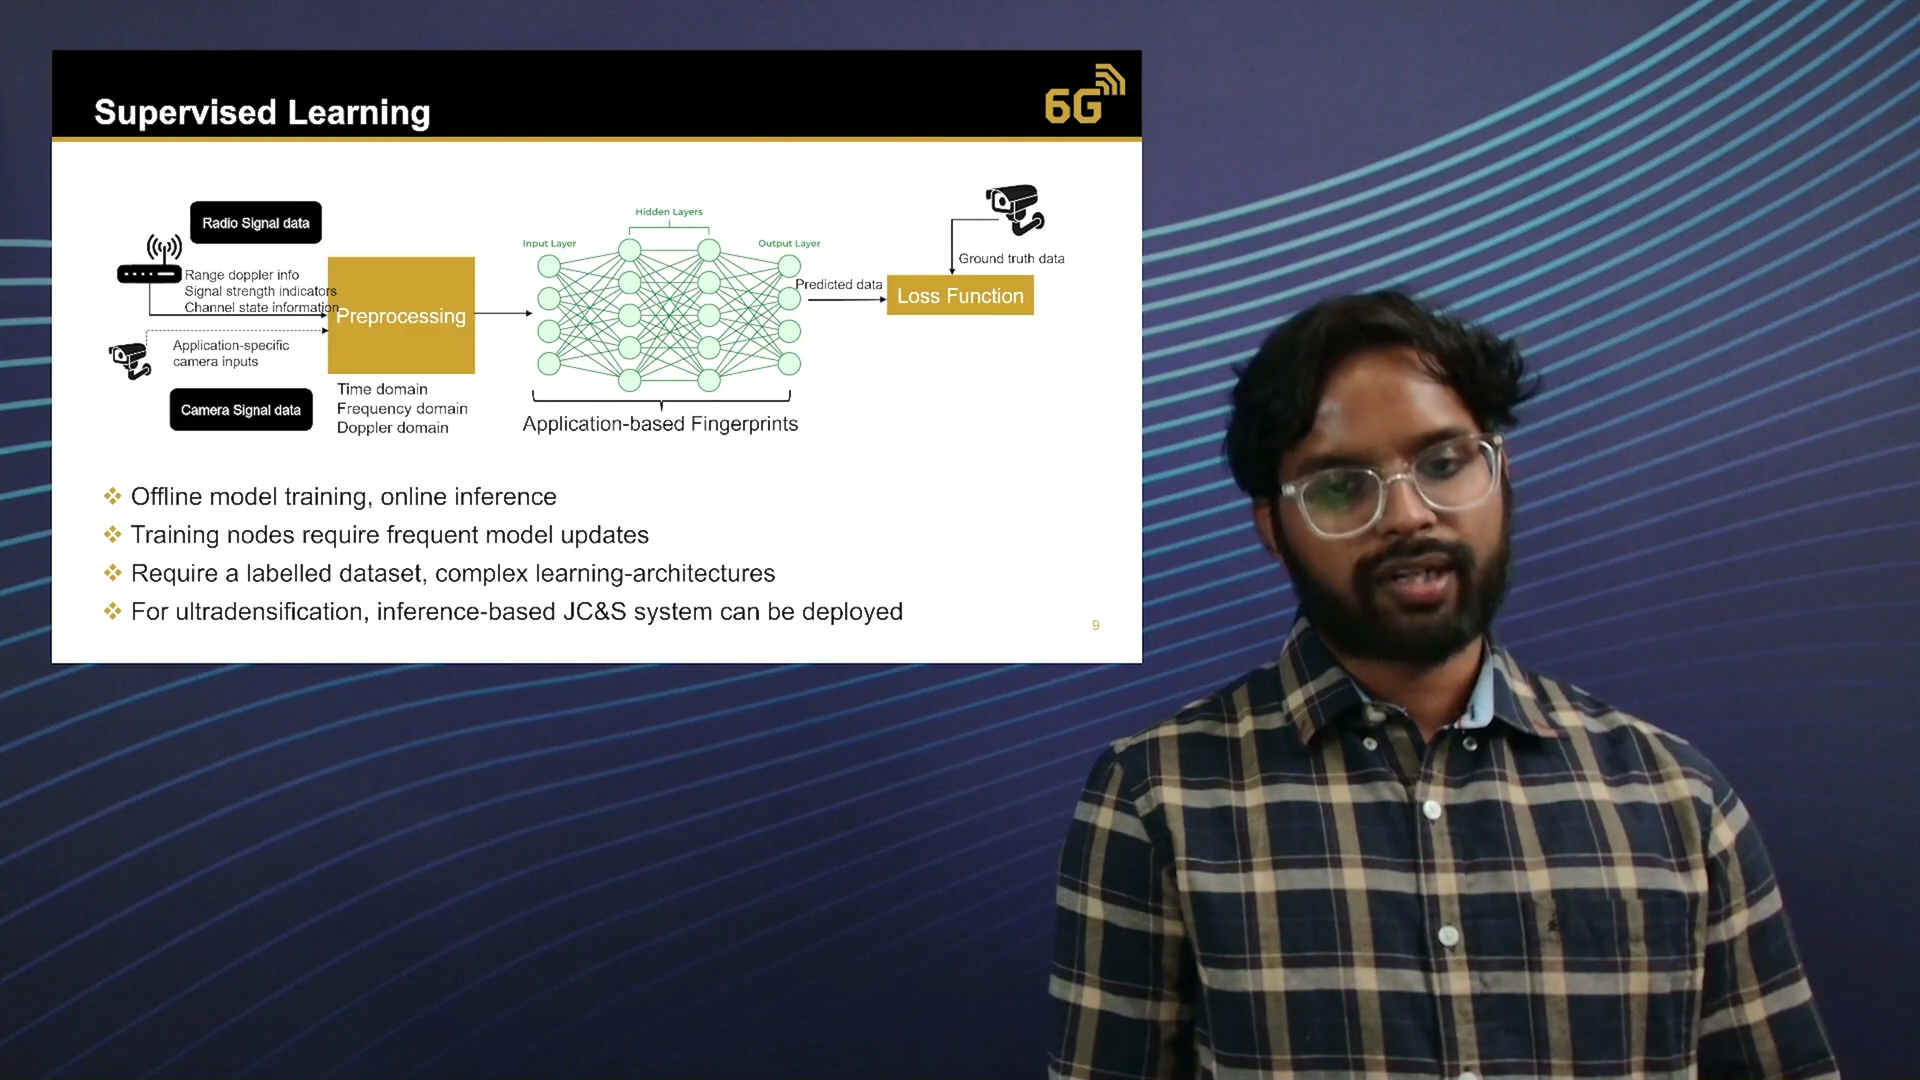 Supervised Learning
6G
Radio Signal data
Range doppler info
Signal strength indicators
Channel state information
Application-specific
camera inputs
Camera Signal data
Preprocessing
Time domain
Frequency domain
Doppler domain
Hidden Layers
Input Layer
Output Layer
Application-based Fingerprints
Predicted data
Ground truth data
Loss Function
❖ Offline model training, online inference
❖ Training nodes require frequent model updates
❖ Require a labelled dataset, complex learning-architectures
❖ For ultradensification, inference-based JC&S system can be deployed
9